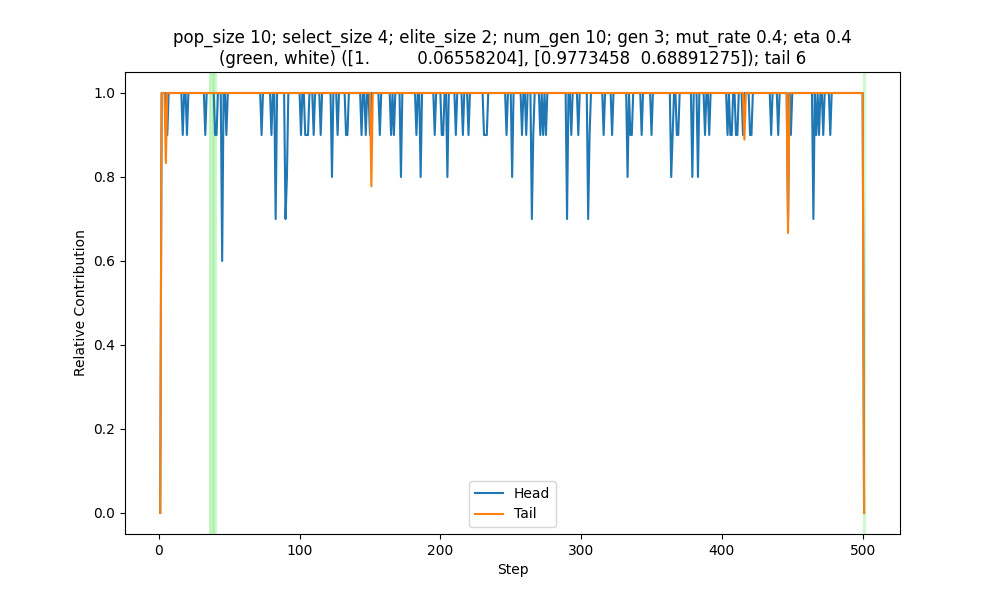 pop_size 10; select_size 4; elite_size 2; num_gen 10; gen 3; mut_rate 0.4; eta 0.4
(green, white) ([1.         0.06558204], [0.9773458  0.68891275]); tail 6
1.0
0.8
0.6
0.4
0.2
0.0
Relative Contribution
Head
Tail
0
100
200
300
400
500
Step